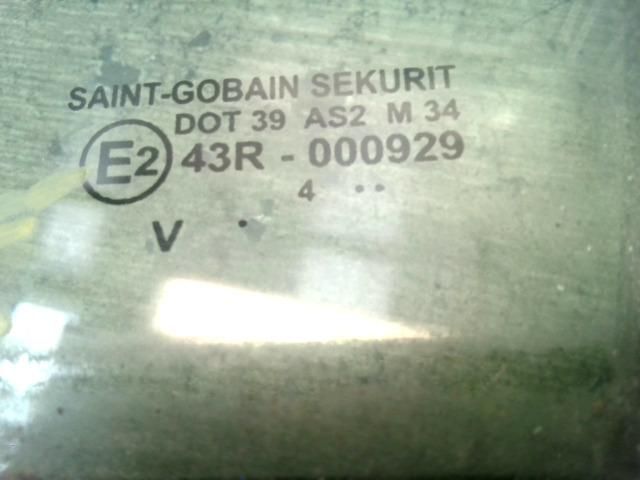 SAINT-GOBAIN SEKURIT
DOT 39 AS2 M 34
E2 43R - 000929
4 ..
V .